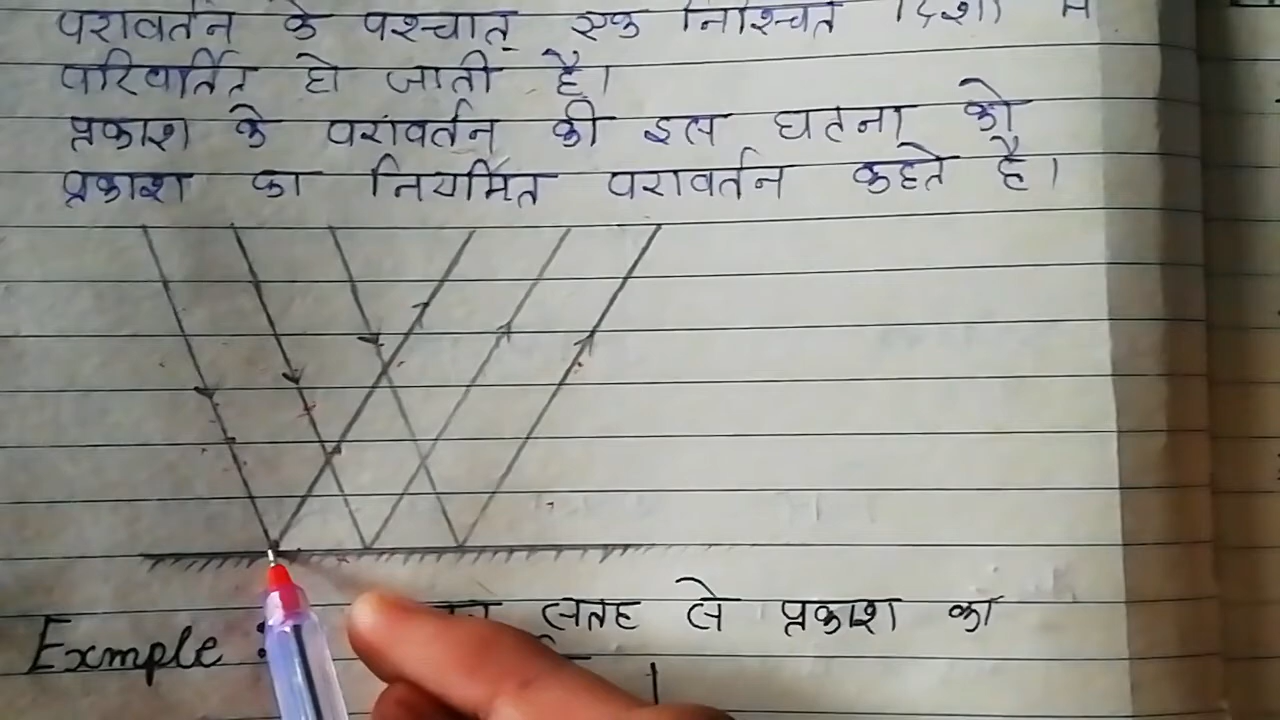 परावर्तन के पश्चात् एक निश्चित दिशा में
परिवर्तित हो जाती है।
प्रकाश के परावर्तन की इस घटना को
प्रकाश का नियमित परावर्तन कहते है।
सतह से प्रकाश का
Exmple :